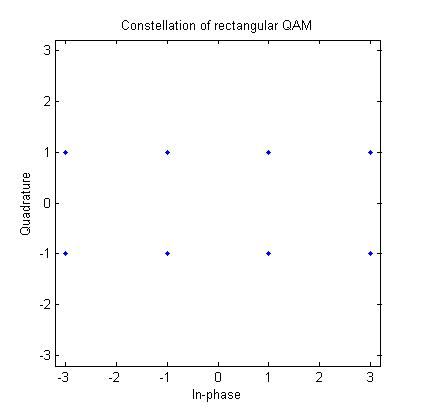 Constellation of rectangular QAM
3
2
1
0
-1
-2
-3
Quadrature
-3 -2 -1 0 1 2 3
In-phase